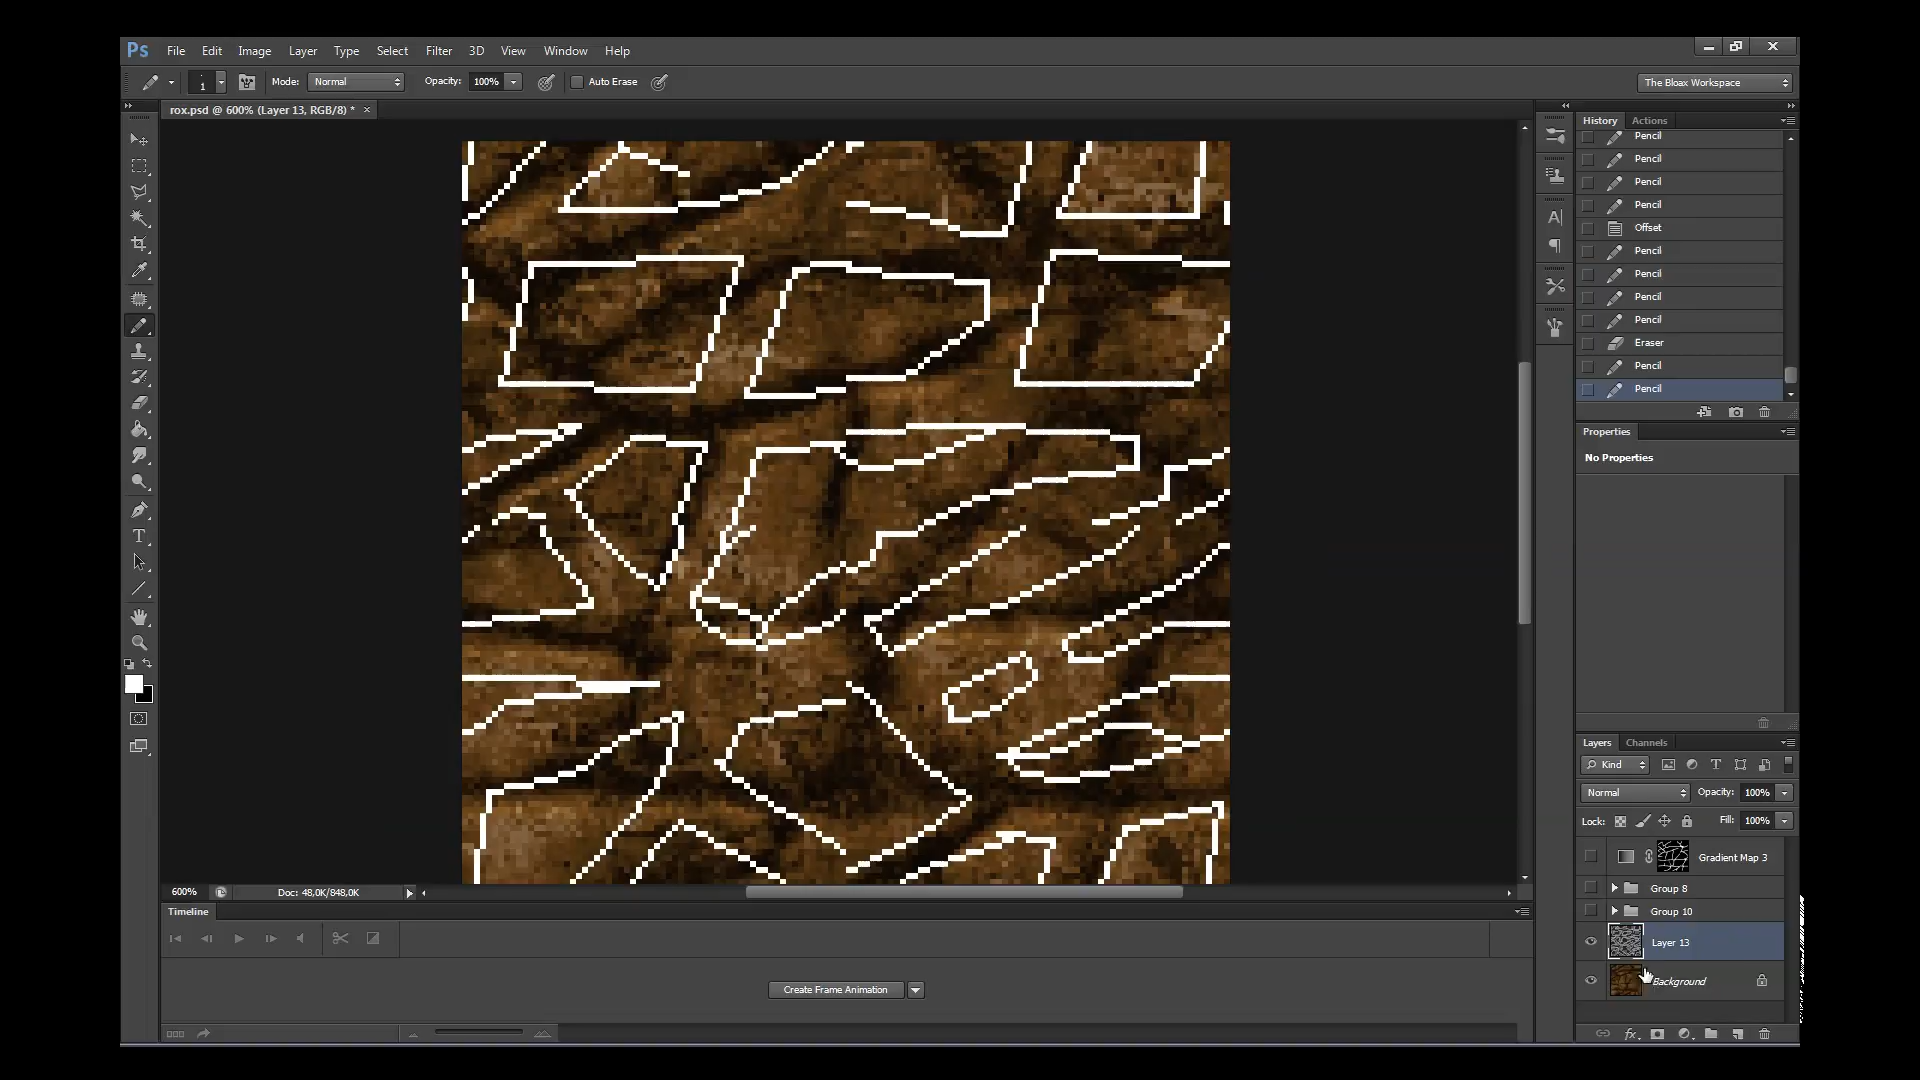 Ps File Edit Image Layer Type Select Filter 3D View Window Help
1 Mode: Normal Opacity: 100% Auto Erase The Bloax Workspace
rox.psd @ 600% (Layer 13, RGB/8) * ×
History Actions
Pencil
Pencil
Pencil
Pencil
Offset
Pencil
Pencil
Pencil
Pencil
Eraser
Pencil
Pencil
Properties
No Properties
Layers Channels
Kind
Normal Opacity: 100%
Lock: Fill: 100%
Gradient Map 3
Group 8
Group 10
Layer 13
Background
fx
600% Doc: 48,0K/848,0K
Timeline
Create Frame Animation